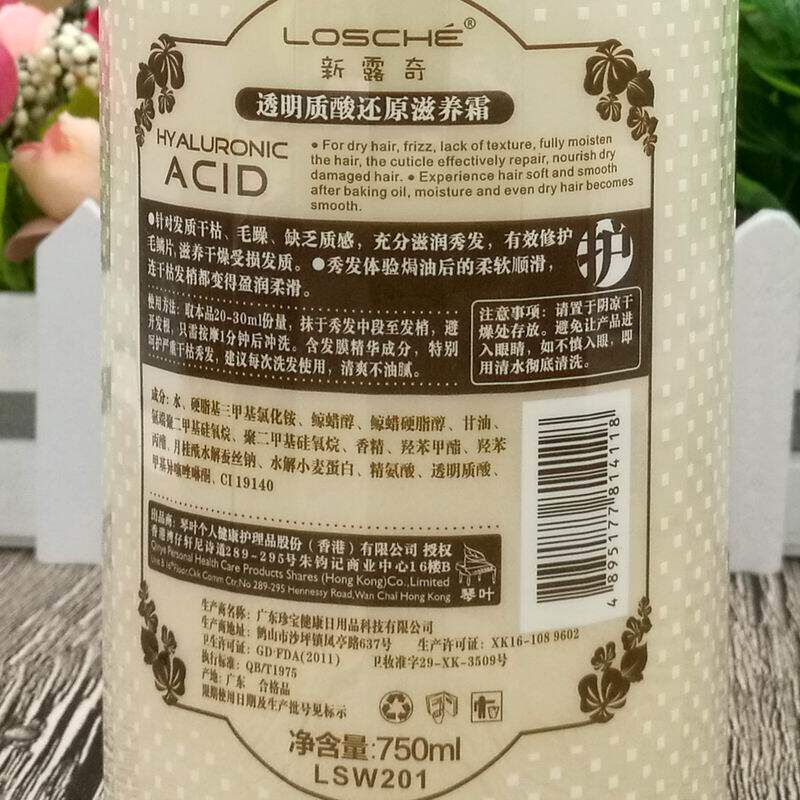 LOSCHÉ®
新露奇
透明质酸还原滋养霜
HYALURONIC
ACID
● For dry hair, frizz, lack of texture, fully moisten
the hair, the cuticle effectively repair, nourish dry
damaged hair. ● Experience hair soft and smooth
after baking oil, moisture and even dry hair becomes
smooth.
●针对发质干枯、毛躁、缺乏质感，充分滋润秀发，有效修护
毛鳞片,滋养干燥受损发质。●秀发体验焗油后的柔软顺滑，
连干枯发梢都变得盈润柔滑。
护
使用方法：取本品20-30ml份量，抹于秀发中段至发梢，避
开发根，只需按摩1分钟后冲洗。含发膜精华成分，特别
呵护严重干枯秀发，建议每次洗发使用，清爽不油腻。
注意事项：请置于阴凉干
燥处存放。避免让产品进
入眼睛，如不慎入眼，即
用清水彻底清洗。
成分：水、硬脂基三甲基氯化铵、鲸蜡醇、鲸蜡硬脂醇、甘油、
氨端聚二甲基硅氧烷、聚二甲基硅氧烷、香精、羟苯甲酯、羟苯
丙酯、月桂酰水解蚕丝钠、水解小麦蛋白、精氨酸、透明质酸、
甲基异噻唑啉酮、CI 19140
4 895177 814118
出品商：琴叶个人健康护理品股份（香港）有限公司 授权
香港湾仔轩尼诗道289-295号朱钧记商业中心16楼B
Qinye Personal Health Care Products Shares (Hong Kong)Co.,Limited
Unit B 16th Floor,Ckk Comm Ctr,No 289-295 Hennessy Road,Wan Chai Hong Kong
琴叶
生产商名称：广东珍宝健康日用品科技有限公司
生产商地址：鹤山市沙坪镇凤亭路637号 生产许可证：XK16-108 9602
卫生许可证：GD·FDA(2011) 卫妆准字29-XK-3509号
执行标准：QB/T1975
产地：广东 合格品
限期使用日期及生产批号见标示
净含量:750ml
LSW201